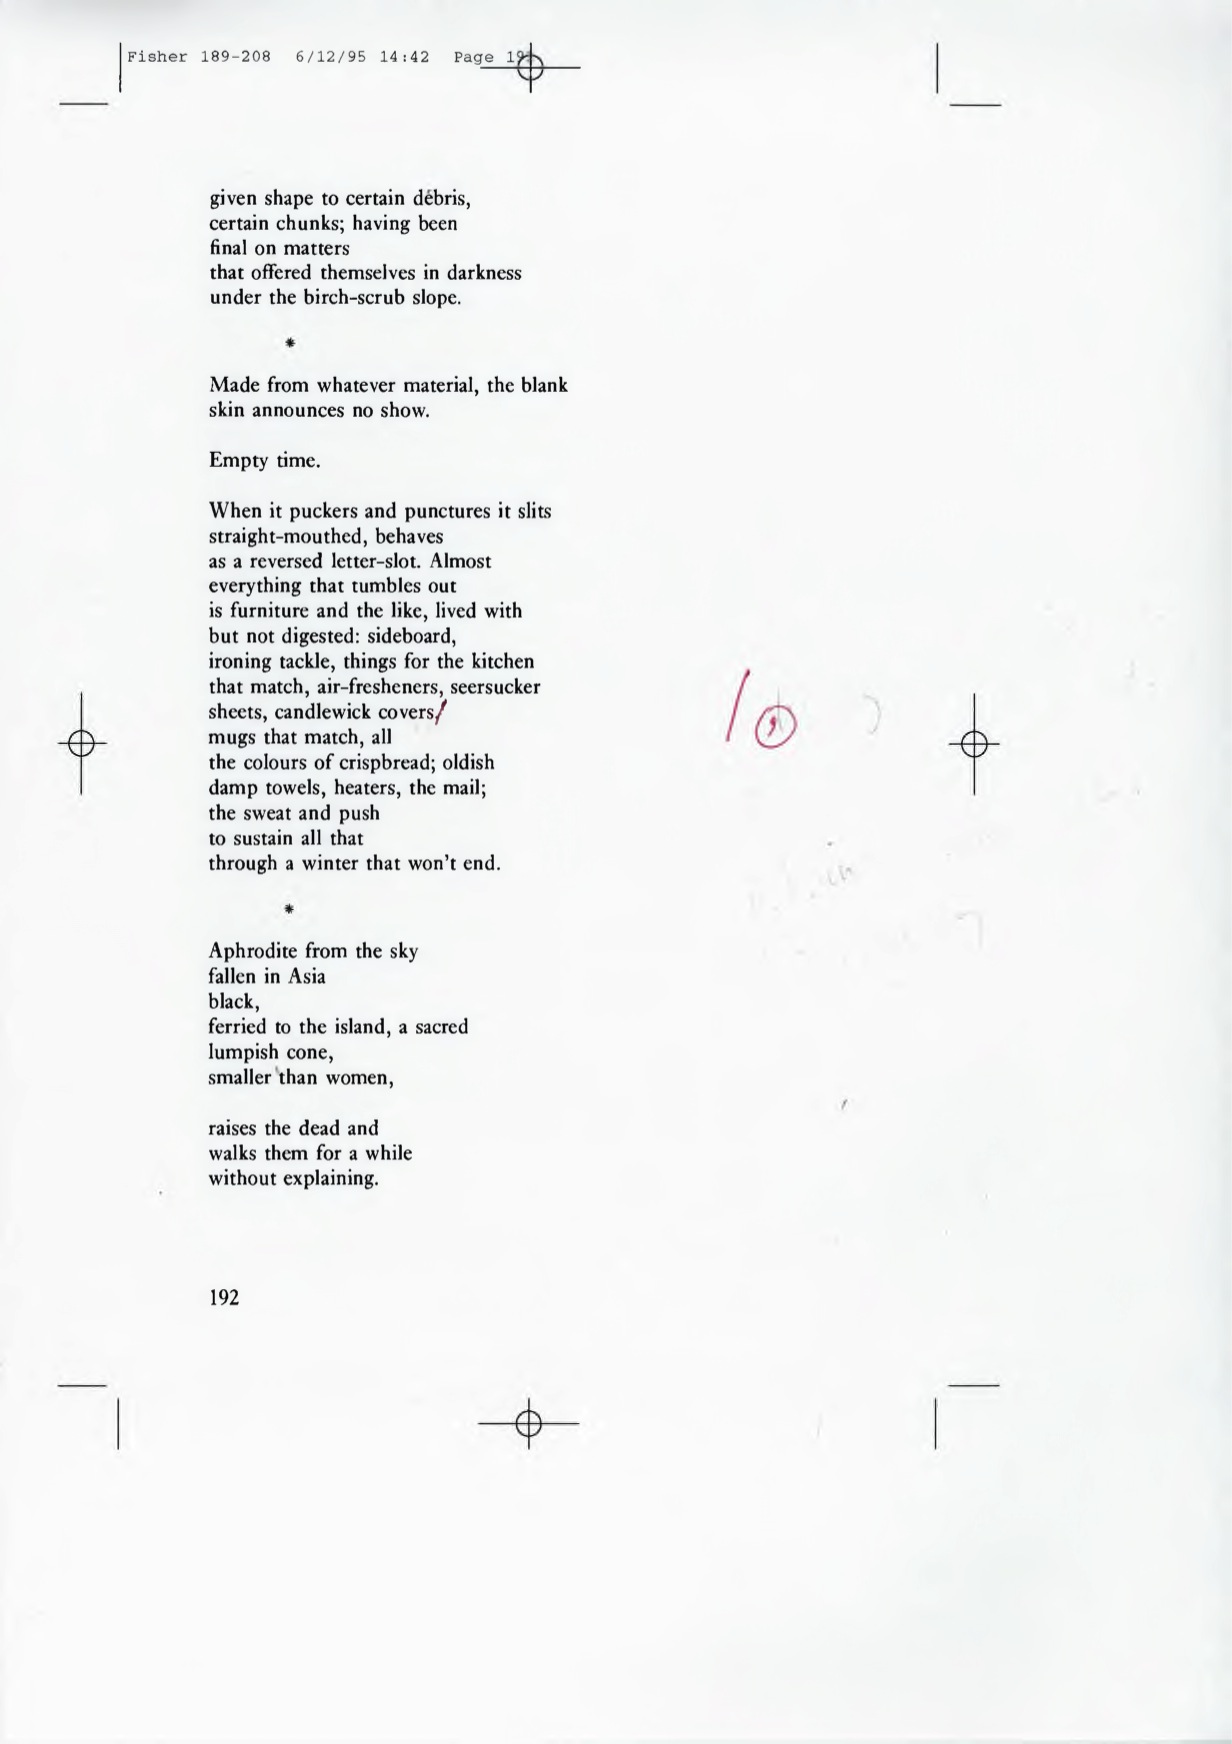 Fisher 189-208 6/12/95 14:42 Page 19
given shape to certain débris,
certain chunks; having been
final on matters
that offered themselves in darkness
under the birch-scrub slope.
*
Made from whatever material, the blank
skin announces no show.
Empty time.
When it puckers and punctures it slits
straight-mouthed, behaves
as a reversed letter-slot. Almost
everything that tumbles out
is furniture and the like, lived with
but not digested: sideboard,
ironing tackle, things for the kitchen
that match, air-fresheners, seersucker
sheets, candlewick covers/
mugs that match, all
the colours of crispbread; oldish
damp towels, heaters, the mail;
the sweat and push
to sustain all that
through a winter that won't end.
*
Aphrodite from the sky
fallen in Asia
black,
ferried to the island, a sacred
lumpish cone,
smaller than women,
raises the dead and
walks them for a while
without explaining.
192